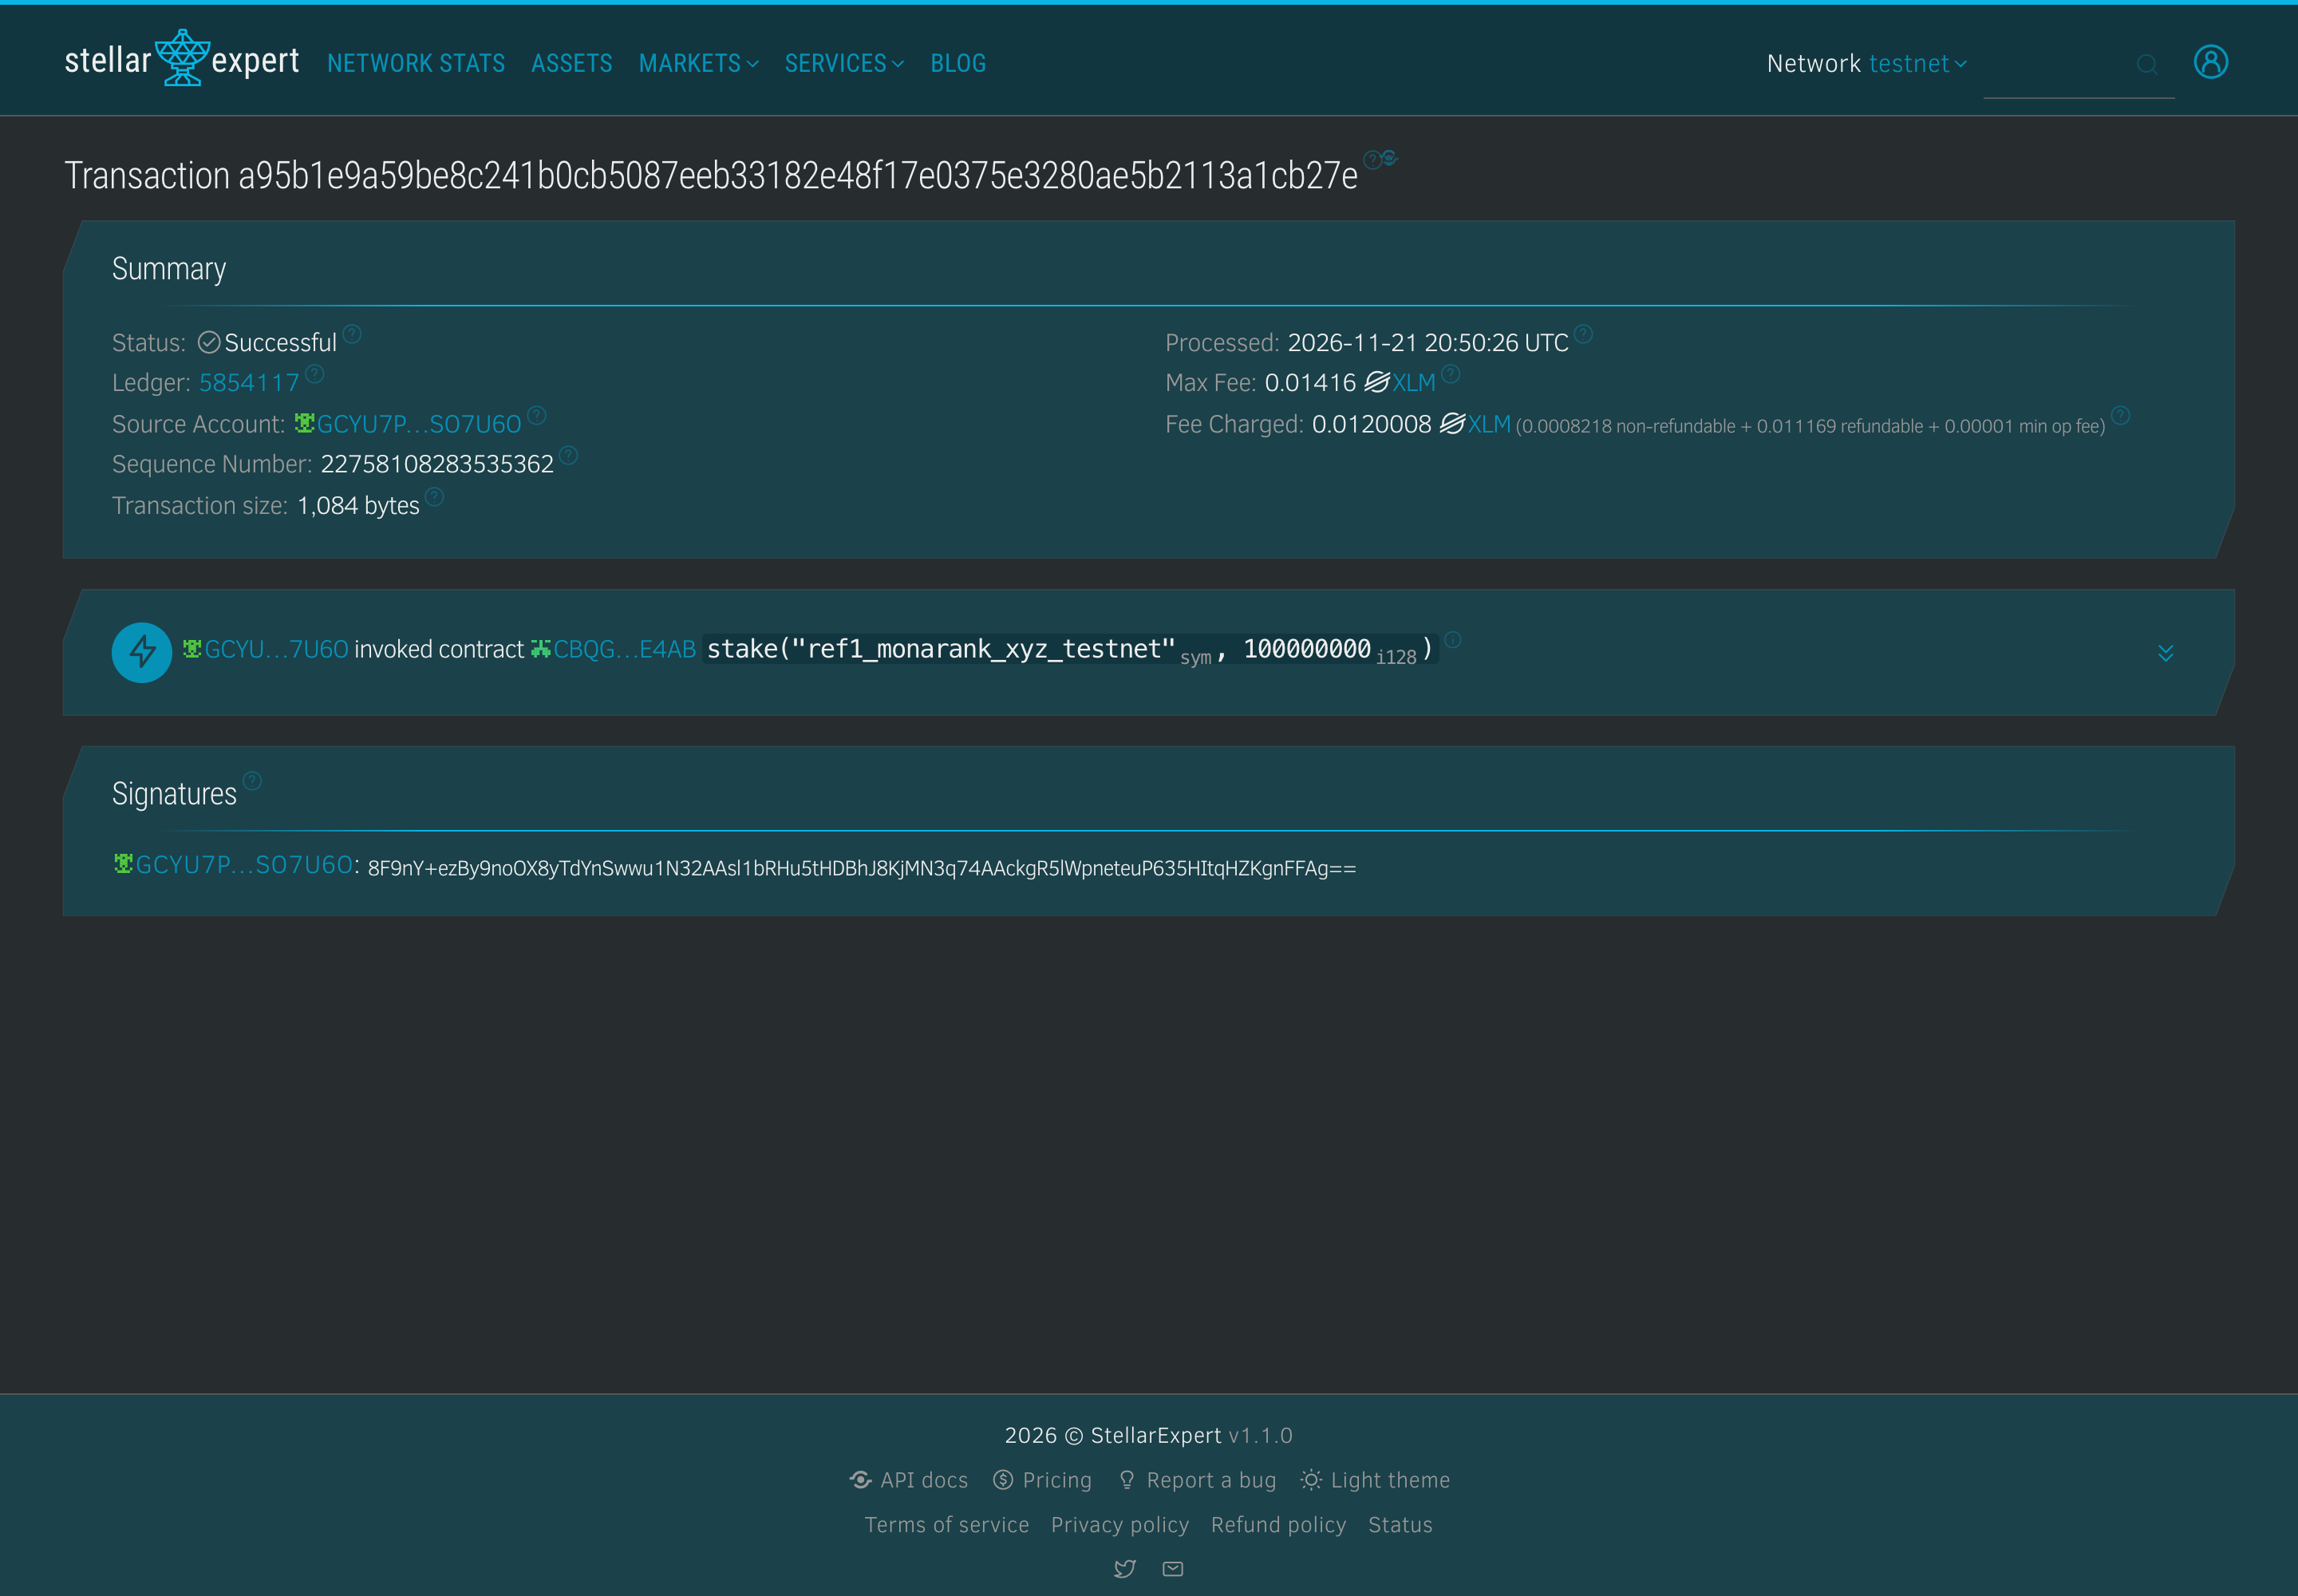 stellar expert NETWORK STATS ASSETS MARKETS SERVICES BLOG Network testnet
Transaction a95b1e9a59be8c241b0cb5087eeb33182e48f17e0375e3280ae5b2113a1cb27e
Summary
Status: Successful
Ledger: 5854117
Source Account: GCYU7P…SO7U6O
Sequence Number: 22758108283535362
Transaction size: 1,084 bytes
Processed: 2026-11-21 20:50:26 UTC
Max Fee: 0.01416 XLM
Fee Charged: 0.0120008 XLM (0.0008218 non-refundable + 0.011169 refundable + 0.00001 min op fee)
GCYU…7U6O invoked contract CBQG…E4AB stake("ref1_monarank_xyz_testnet"sym, 100000000i128)
Signatures
GCYU7P…SO7U6O: 8F9nY+ezBy9noOX8yTdYnSwwu1N32AAsl1bRHu5tHDBhJ8KjMN3q74AAckgR5lWpneteuP635HItqHZKgnFFAg==
2026 © StellarExpert v1.1.0
API docs Pricing Report a bug Light theme
Terms of service Privacy policy Refund policy Status